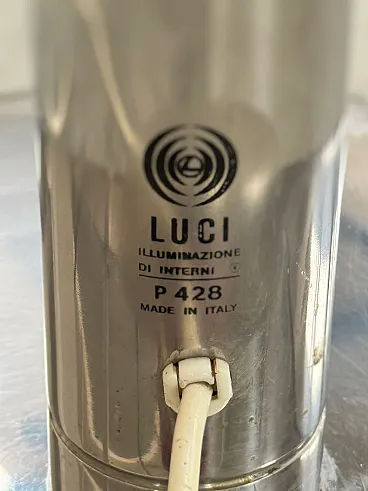 LUCI
ILLUMINAZIONE
DI INTERNI
P 428
MADE IN ITALY